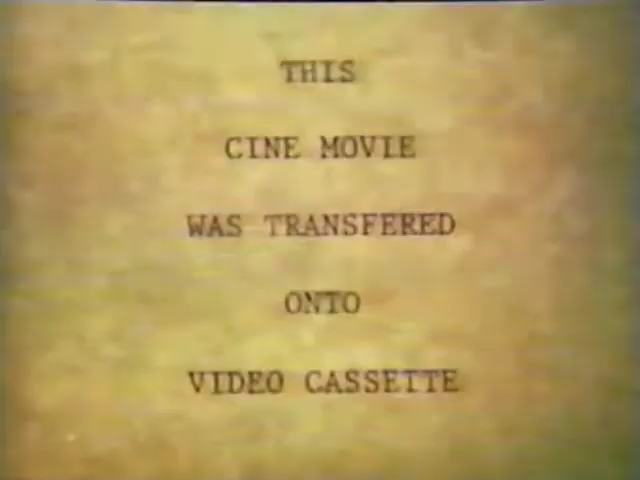 THIS
CINE MOVIE
WAS TRANSFERED
ONTO
VIDEO CASSETTE